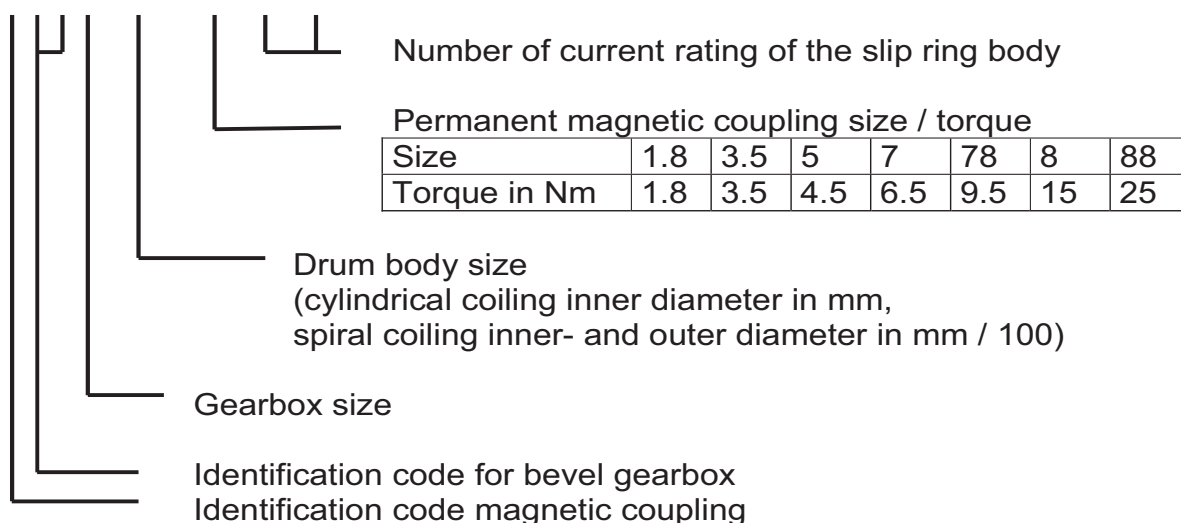 Number of current rating of the slip ring body
Permanent magnetic coupling size / torque
Size 1.8 3.5 5 7 78 8 88
Torque in Nm 1.8 3.5 4.5 6.5 9.5 15 25
Drum body size
(cylindrical coiling inner diameter in mm,
spiral coiling inner- and outer diameter in mm / 100)
Gearbox size
Identification code for bevel gearbox
Identification code magnetic coupling